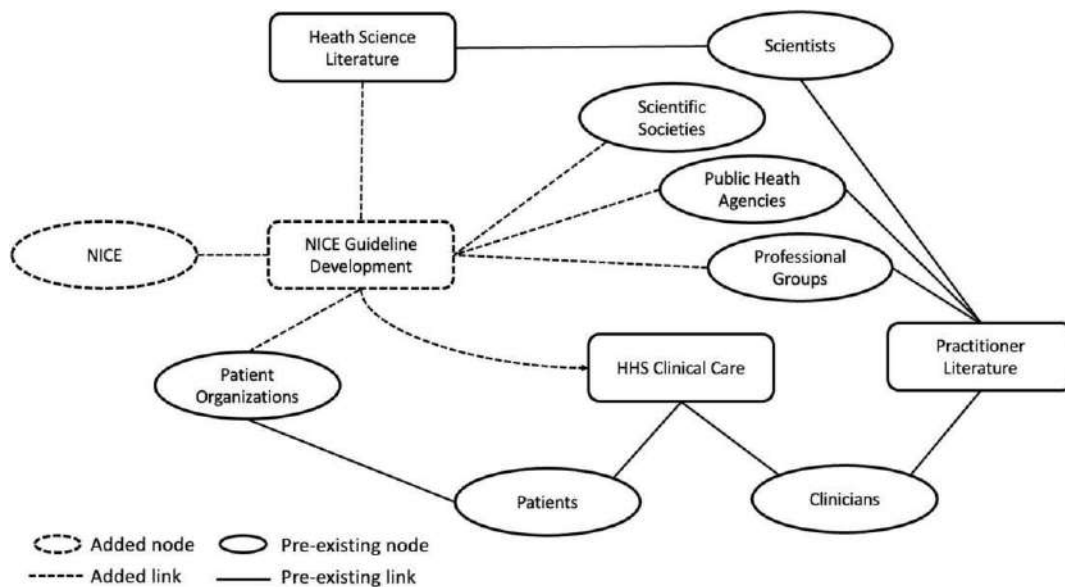 Heath Science
Literature
Scientists
Scientific
Societies
Public Heath
Agencies
NICE
NICE Guideline
Development
Professional
Groups
Patient
Organizations
HHS Clinical Care
Practitioner
Literature
Patients
Clinicians
Added node
Pre-existing node
Added link
Pre-existing link